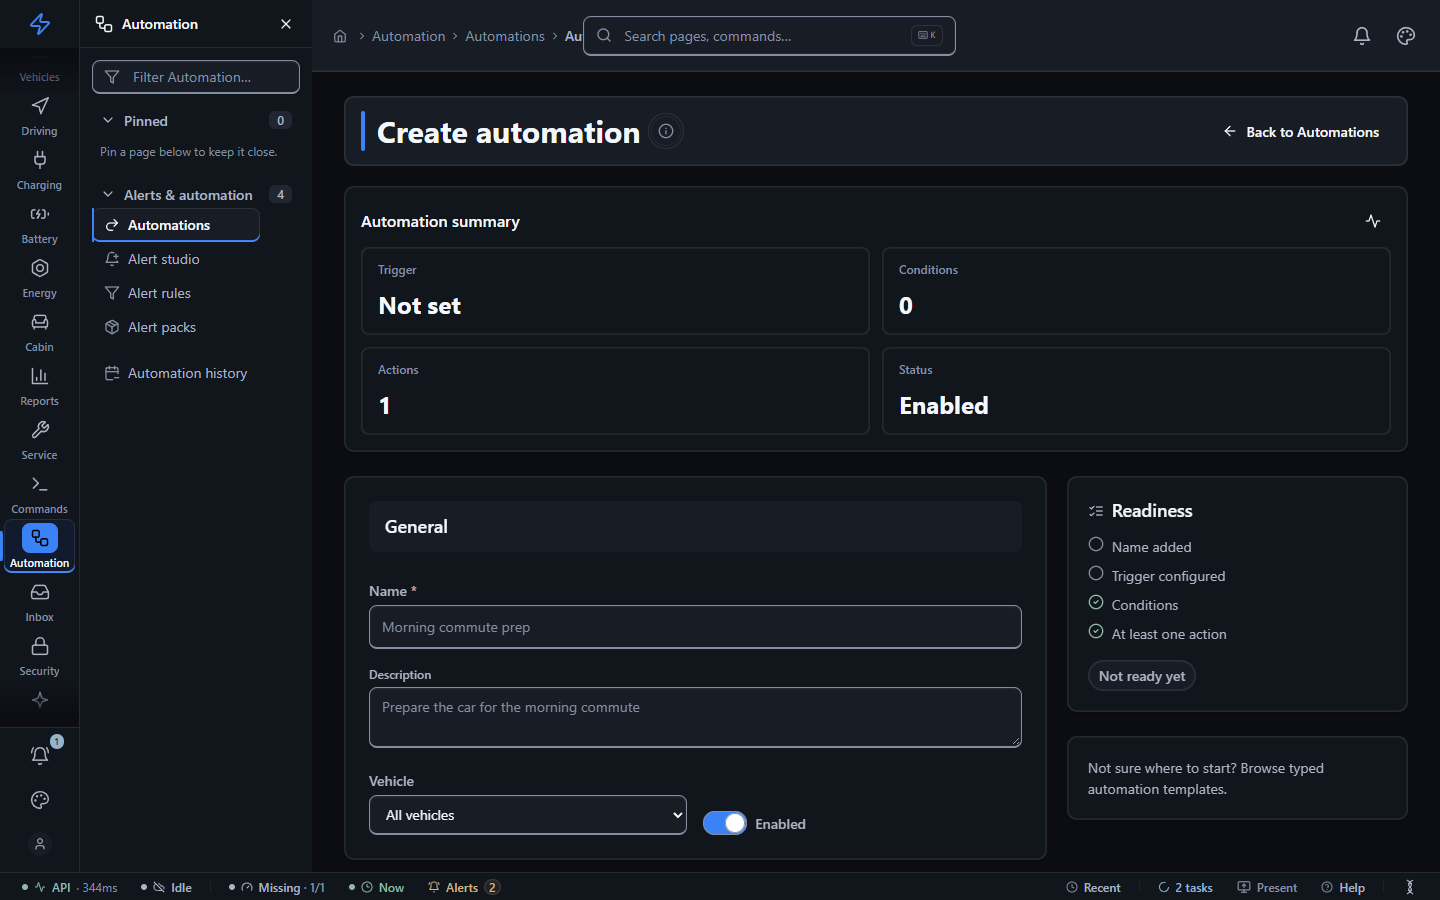 Automation
Automation
Automations
Au
Search pages, commands...
K
Vehicles
Driving
Charging
Battery
Energy
Cabin
Reports
Service
Commands
Automation
Inbox
Security
1
Filter Automation...
Pinned
0
Pin a page below to keep it close.
Alerts & automation
4
Automations
Alert studio
Alert rules
Alert packs
Automation history
Create automation
Back to Automations
Automation summary
Trigger
Not set
Conditions
0
Actions
1
Status
Enabled
General
Name *
Morning commute prep
Description
Prepare the car for the morning commute
Vehicle
All vehicles
Enabled
Readiness
Name added
Trigger configured
Conditions
At least one action
Not ready yet
Not sure where to start? Browse typed
automation templates.
API · 344ms
Idle
Missing · 1/1
Now
Alerts 2
Recent
2 tasks
Present
Help